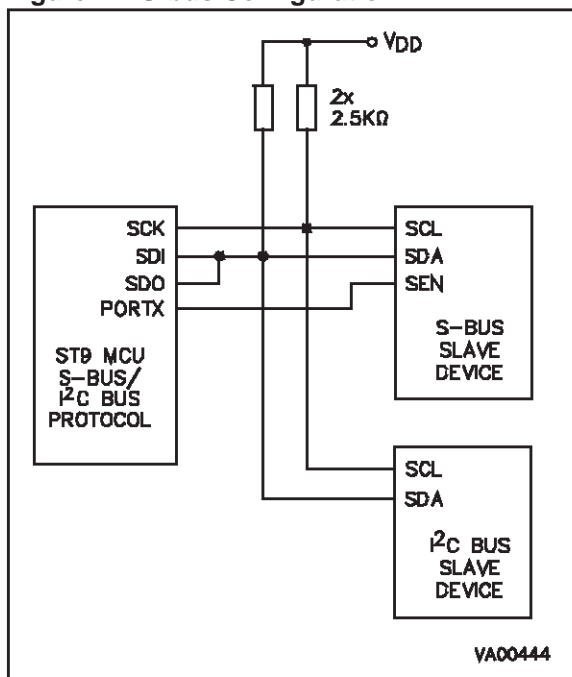 VDD
2x
2.5KΩ
SCK
SDI
SDO
PORTX
ST9 MCU
S-BUS/
I²C BUS
PROTOCOL
SCL
SDA
SEN
S-BUS
SLAVE
DEVICE
SCL
SDA
I²C BUS
SLAVE
DEVICE
VA00444